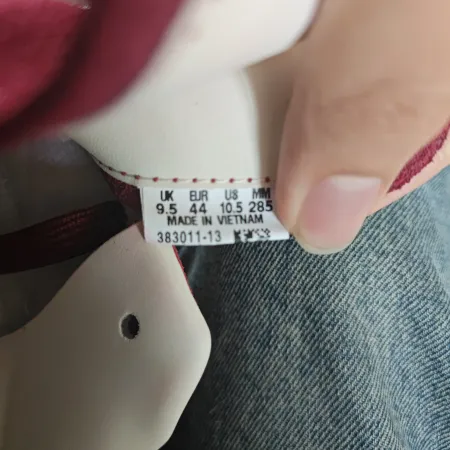 UK EUR US MM
9.5 44 10.5 285
MADE IN VIETNAM
383011-13